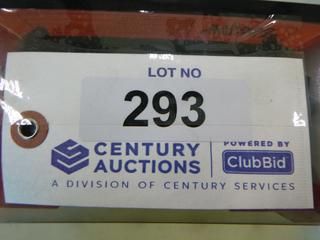 LOT NO
293
CENTURY
AUCTIONS
POWERED BY
ClubBid
A DIVISION OF CENTURY SERVICES